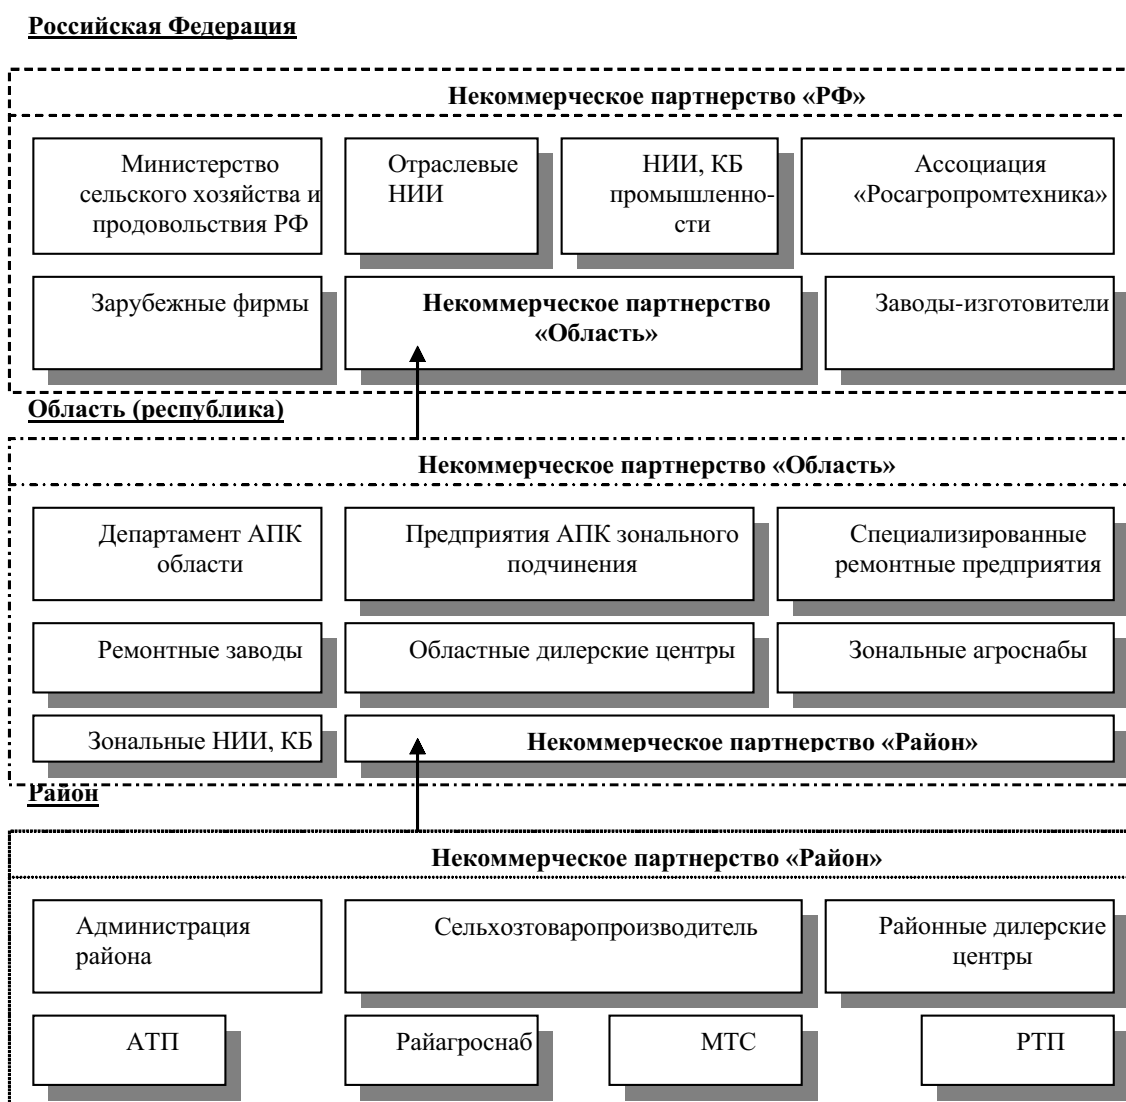 Российская Федерация
Некоммерческое партнерство «РФ»
Министерство
сельского хозяйства и
продовольствия РФ
Отраслевые
НИИ
НИИ, КБ
промышленно-
сти
Ассоциация
«Росагропромтехника»
Зарубежные фирмы
Некоммерческое партнерство
«Область»
Заводы-изготовители
Область (республика)
Некоммерческое партнерство «Область»
Департамент АПК
области
Предприятия АПК зонального
подчинения
Специализированные
ремонтные предприятия
Ремонтные заводы
Областные дилерские центры
Зональные агроснабы
Зональные НИИ, КБ
Некоммерческое партнерство «Район»
Район
Некоммерческое партнерство «Район»
Администрация
района
Сельхозтоваропроизводитель
Районные дилерские
центры
АТП
Райагроснаб
МТС
РТП